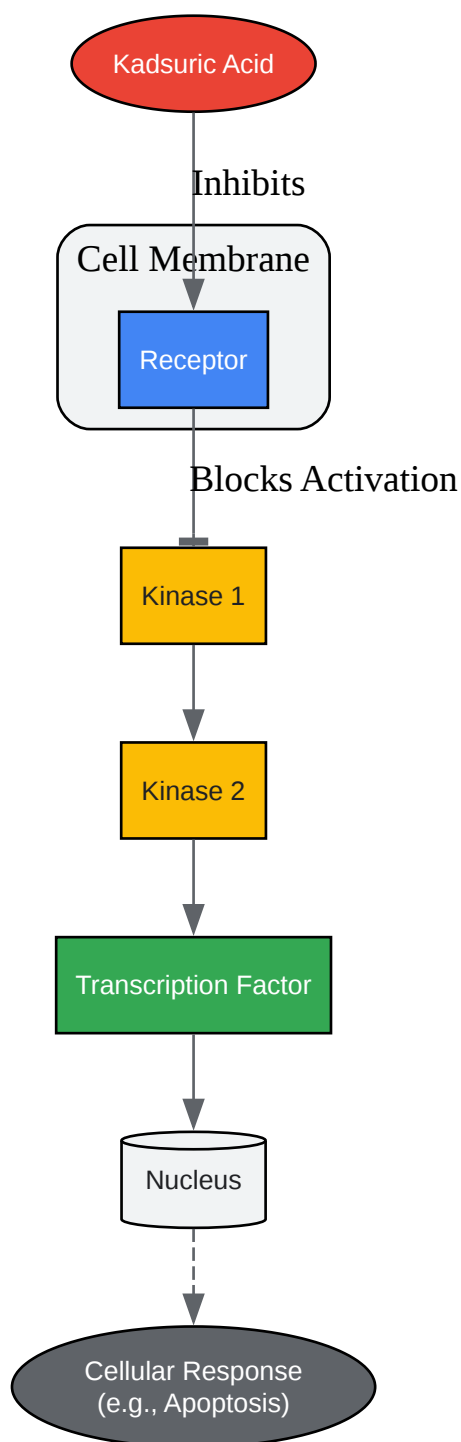 Kadsuric Acid
Inhibits
Cell Membrane
Receptor
Blocks Activation
Kinase 1
Kinase 2
Transcription Factor
Nucleus
Cellular Response
(e.g., Apoptosis)